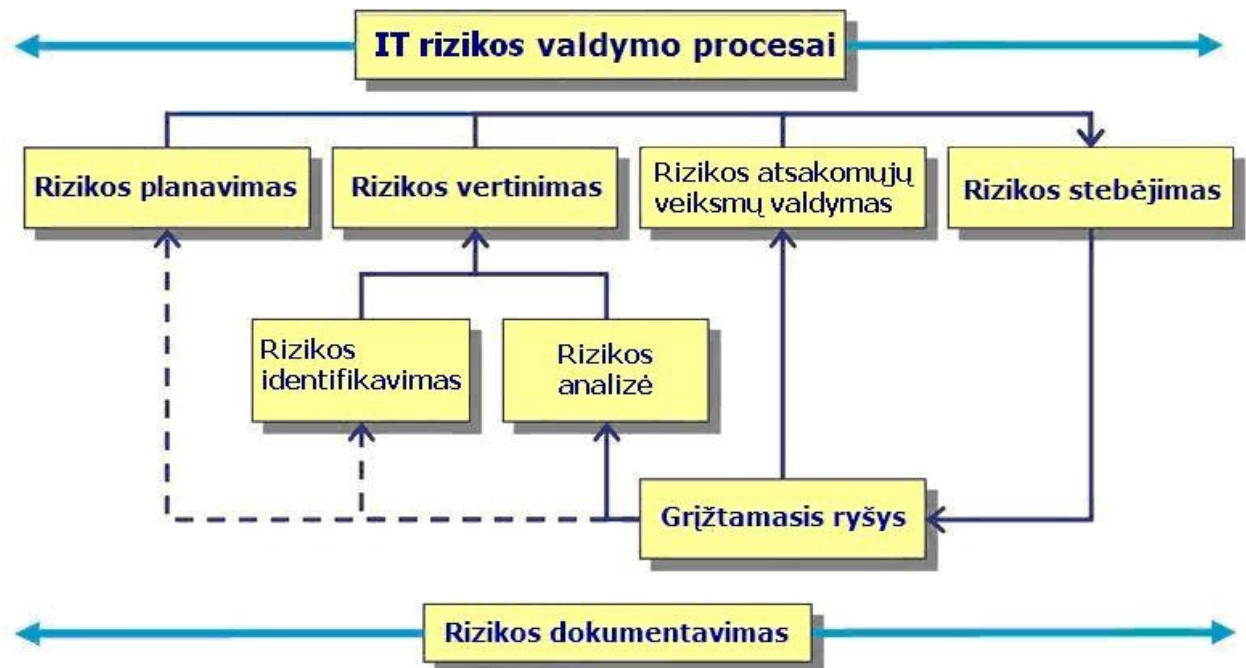 IT rizikos valdymo procesai
Rizikos planavimas
Rizikos vertinimas
Rizikos atsakomųjų
veiksmų valdymas
Rizikos stebėjimas
Rizikos
identifikavimas
Rizikos
analizė
Grįžtamasis ryšys
Rizikos dokumentavimas